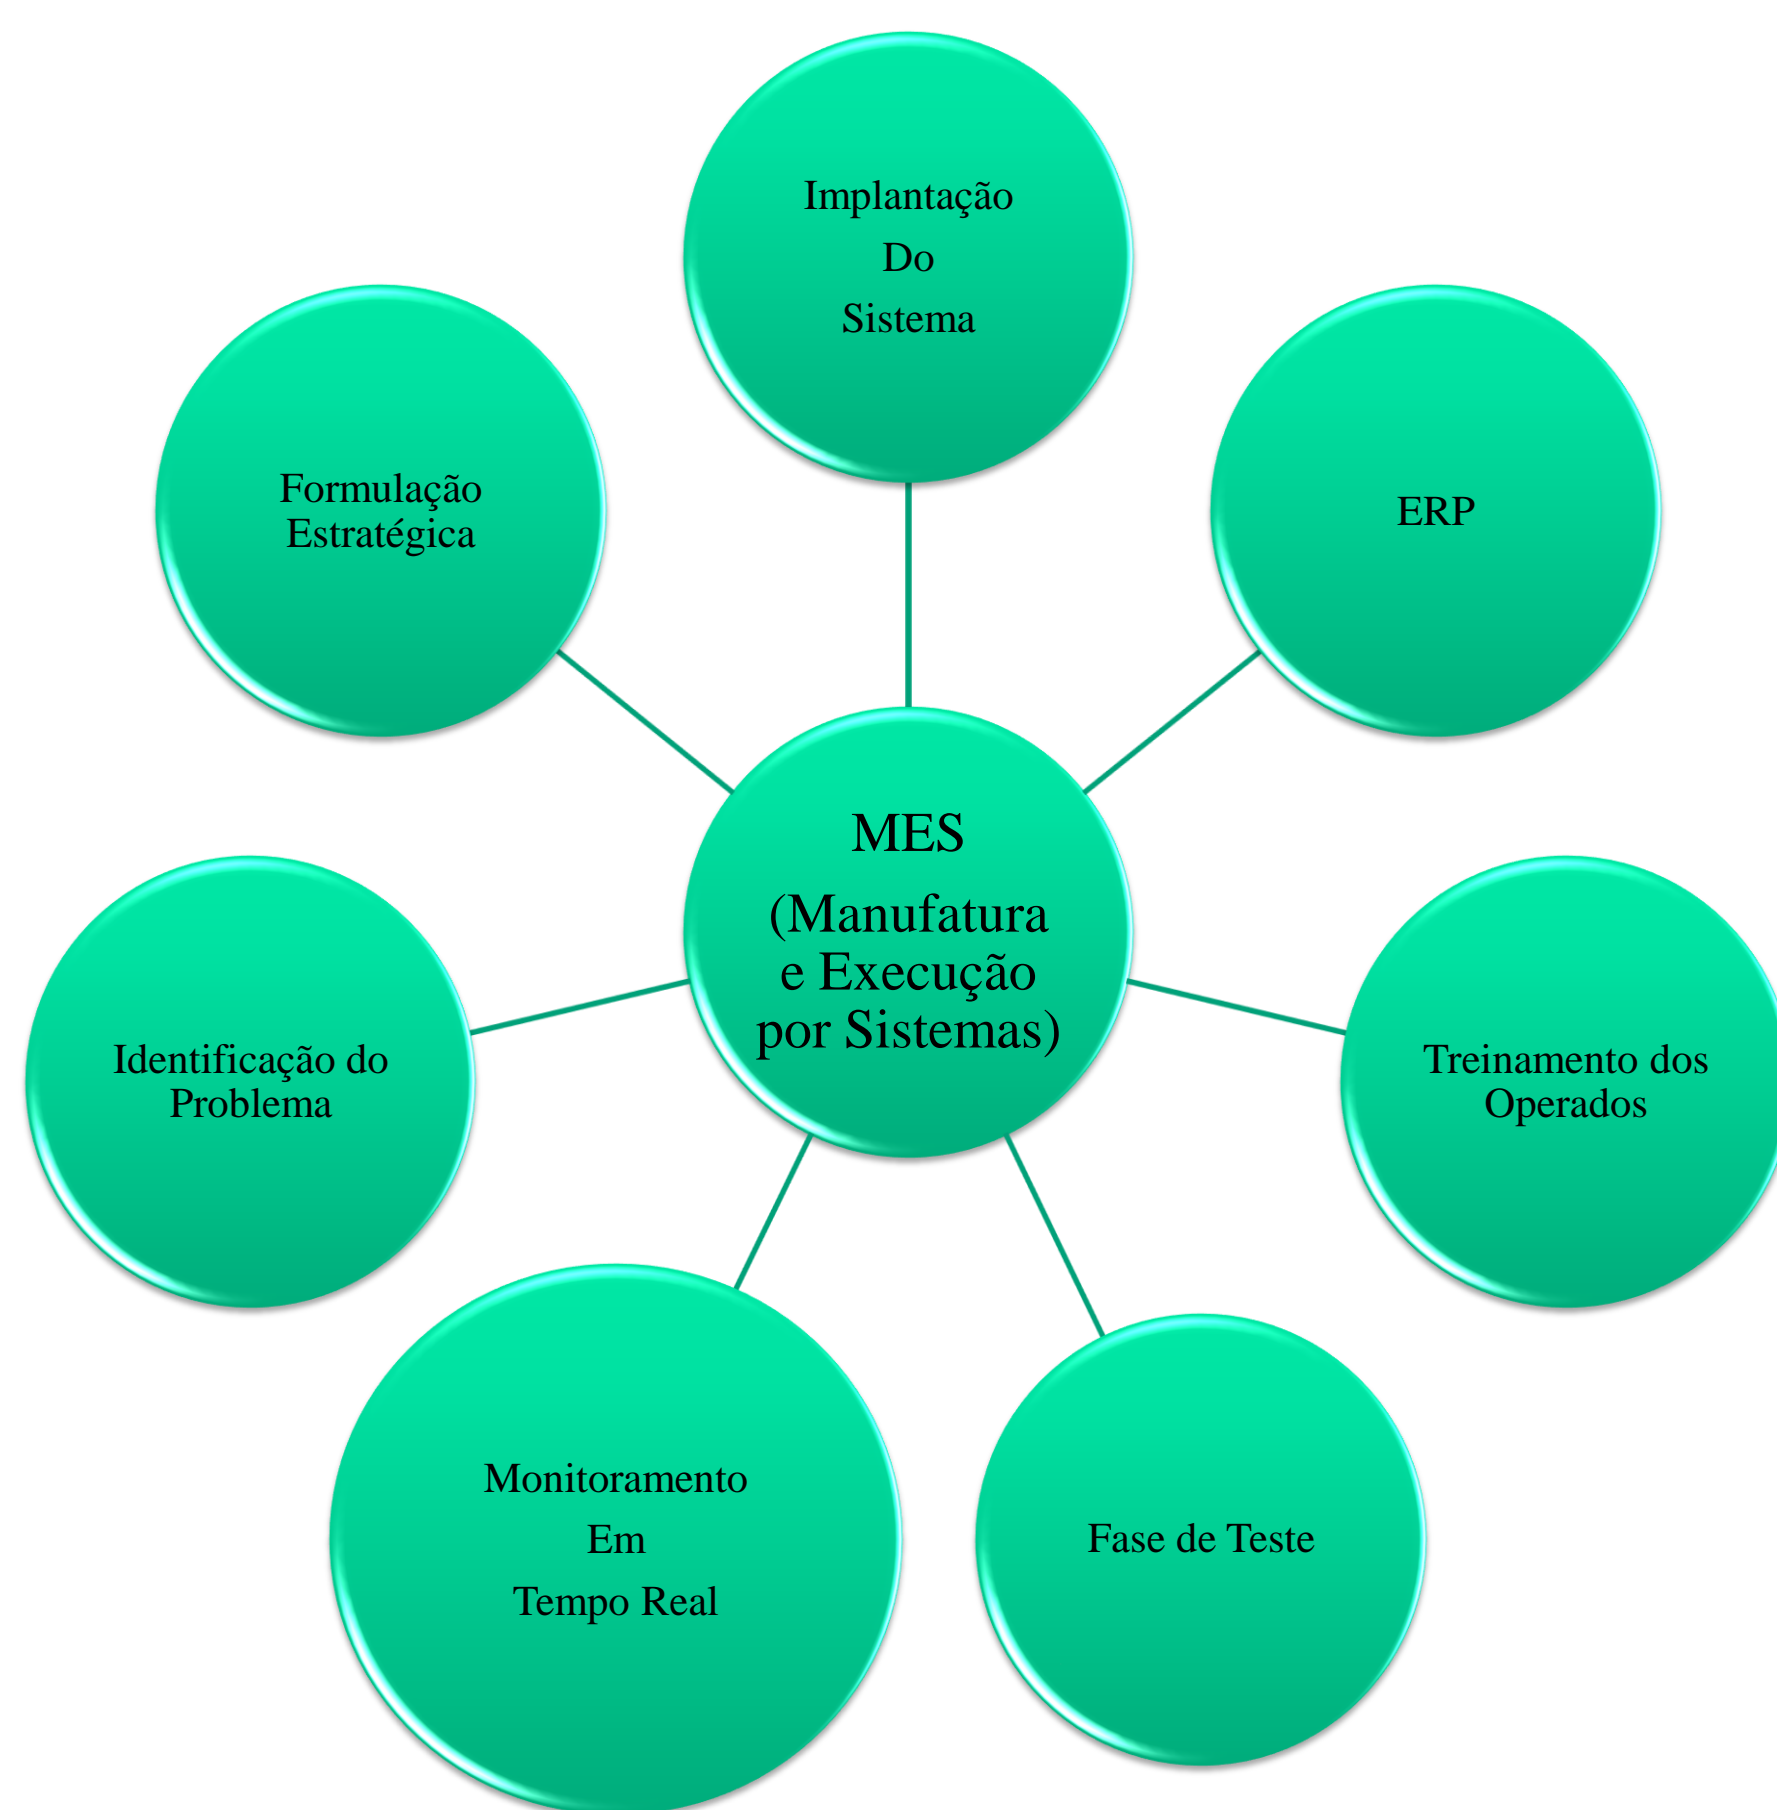 Implantação
Do
Sistema
Formulação
Estratégica
ERP
MES
(Manufatura
e Execução
por Sistemas)
Identificação do
Problema
Treinamento dos
Operados
Monitoramento
Em
Tempo Real
Fase de Teste